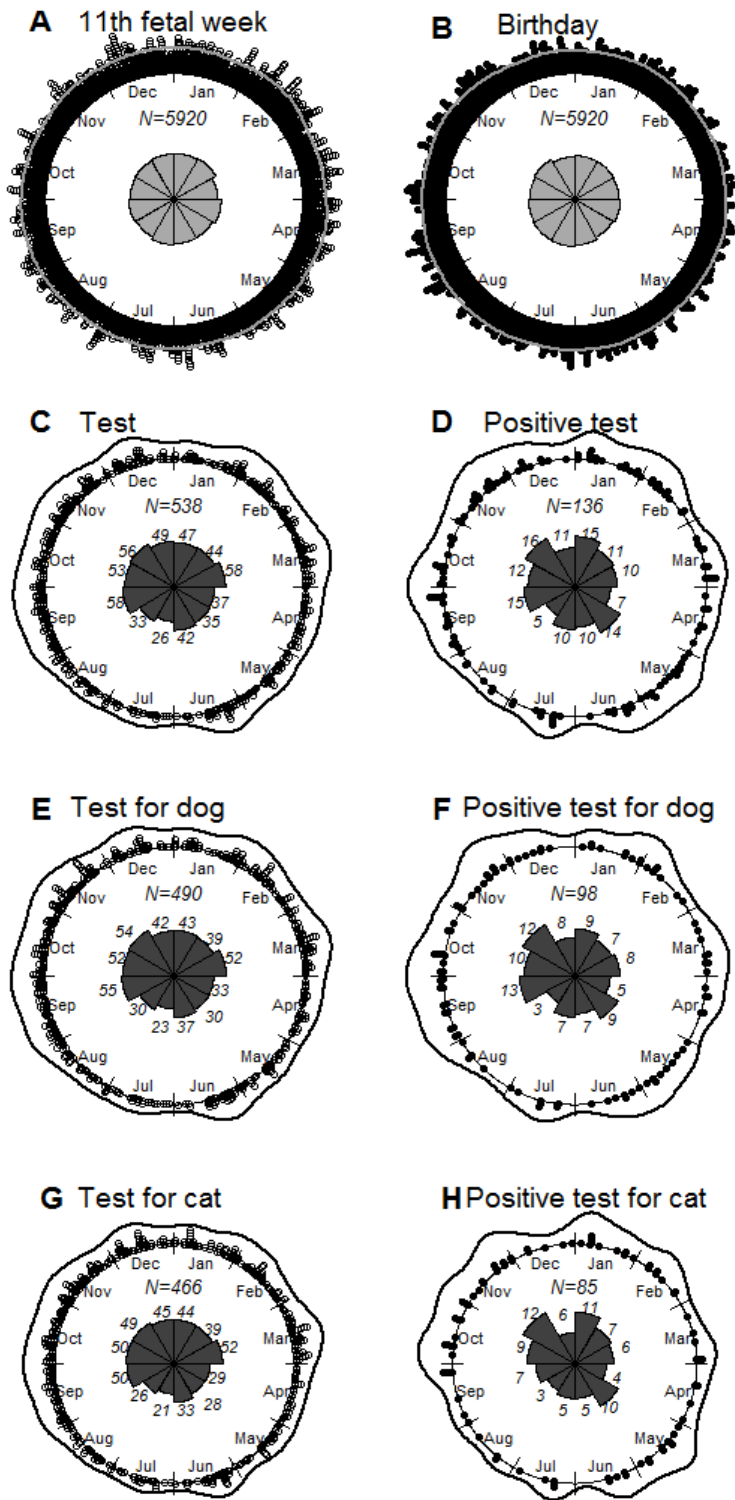 A 11th fetal week
B Birthday
Dec Jan
N=5920
Nov Feb
Oct Mar
Sep Apr
Aug May
Jul Jun
Dec Jan
N=5920
Nov Feb
Oct Mar
Sep Apr
Aug May
Jul Jun
C Test
D Positive test
Dec Jan
N=538
Nov Feb
49 47
56 44
Oct Mar
53 58
58 37
Sep Apr
33 35
26 42
Aug May
Jul Jun
Dec Jan
N=136
Nov Feb
11 15
16 11
Oct Mar
12 10
15 7
Sep Apr
5 14
10 10
Aug May
Jul Jun
E Test for dog
F Positive test for dog
Dec Jan
N=490
Nov Feb
42 43
54 39
Oct Mar
52 52
55 33
Sep Apr
30 30
23 37
Aug May
Jul Jun
Dec Jan
N=98
Nov Feb
8 9
12 7
Oct Mar
10 8
13 5
Sep Apr
3 9
7 7
Aug May
Jul Jun
G Test for cat
H Positive test for cat
Dec Jan
N=466
Nov Feb
45 44
49 39
Oct Mar
50 52
50 29
Sep Apr
26 28
21 33
Aug May
Jul Jun
Dec Jan
N=85
Nov Feb
6 11
12 7
Oct Mar
9 6
7 4
Sep Apr
3 10
5 5
Aug May
Jul Jun